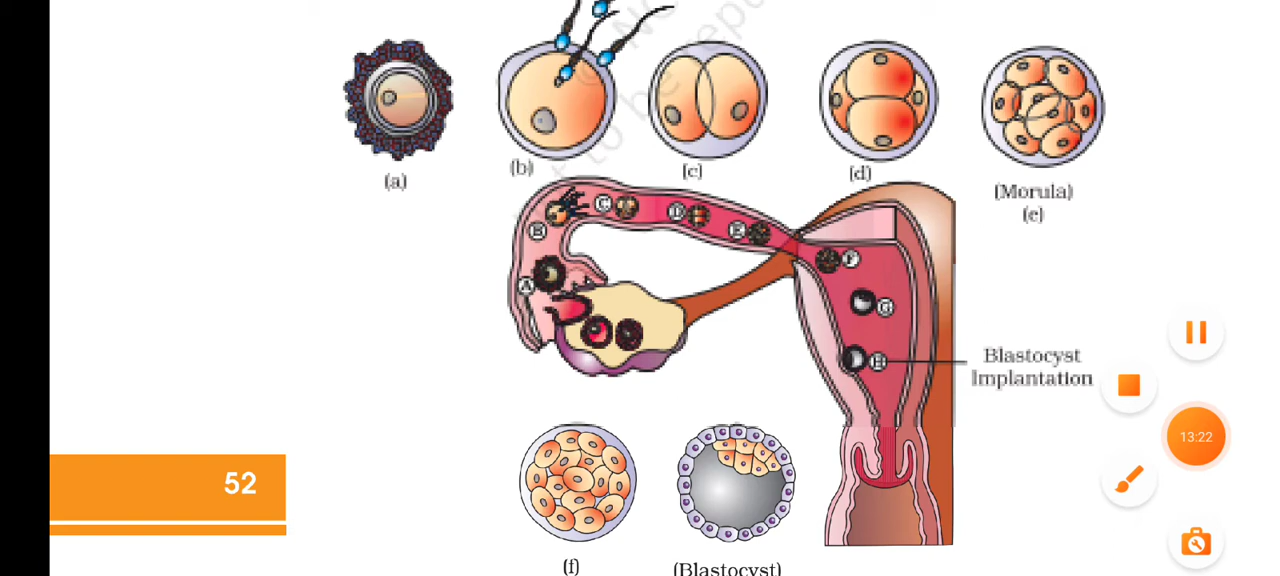 (a)
(b)
(c)
(d)
(Morula)
(e)
A
B
C
D
E
F
G
H
Blastocyst
Implantation
13:22
52
(f)
(Blastocyst)